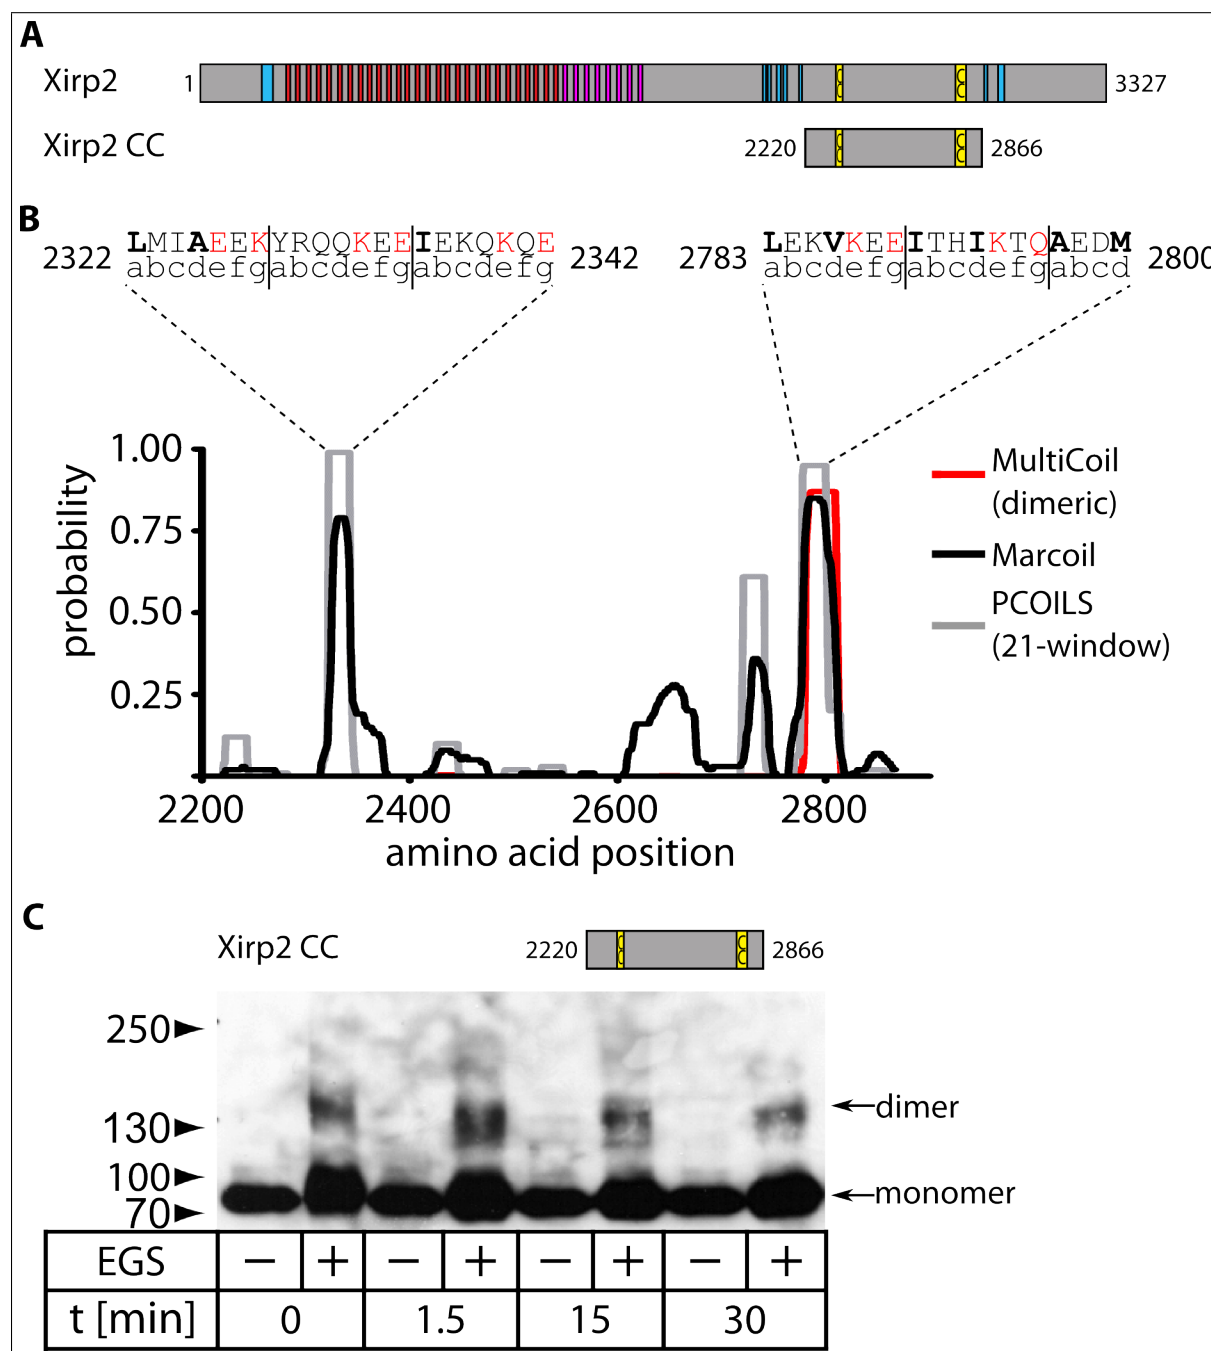 A
Xirp2 1 3327
Xirp2 CC 2220 2866
B
2322 LMIAEEKYRQQKEEIEKQKQE 2342 2783 LEKVKEEITHIKTQAEDM 2800
abcdefgabcdefgabcdefg abcdefgabcdefgabcd
1.00
0.75
0.50
0.25
probability
MultiCoil
(dimeric)
Marcoil
PCOILS
(21-window)
2200 2400 2600 2800
amino acid position
C
Xirp2 CC 2220 2866
250
130
100
70
dimer
monomer
EGS − + − + − + − +
t [min] 0 1.5 15 30